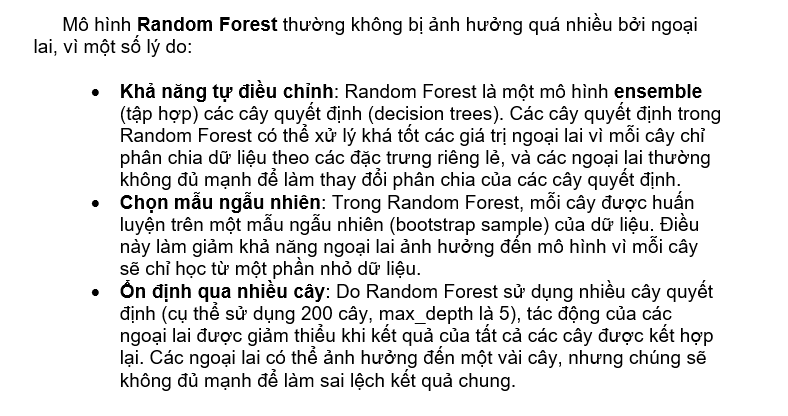 Mô hình Random Forest thường không bị ảnh hưởng quá nhiều bởi ngoại
lai, vì một số lý do:
• Khả năng tự điều chỉnh: Random Forest là một mô hình ensemble
(tập hợp) các cây quyết định (decision trees). Các cây quyết định trong
Random Forest có thể xử lý khá tốt các giá trị ngoại lai vì mỗi cây chỉ
phân chia dữ liệu theo các đặc trưng riêng lẻ, và các ngoại lai thường
không đủ mạnh để làm thay đổi phân chia của các cây quyết định.
• Chọn mẫu ngẫu nhiên: Trong Random Forest, mỗi cây được huấn
luyện trên một mẫu ngẫu nhiên (bootstrap sample) của dữ liệu. Điều
này làm giảm khả năng ngoại lai ảnh hưởng đến mô hình vì mỗi cây
sẽ chỉ học từ một phần nhỏ dữ liệu.
• Ổn định qua nhiều cây: Do Random Forest sử dụng nhiều cây quyết
định (cụ thể sử dụng 200 cây, max_depth là 5), tác động của các
ngoại lai được giảm thiểu khi kết quả của tất cả các cây được kết hợp
lại. Các ngoại lai có thể ảnh hưởng đến một vài cây, nhưng chúng sẽ
không đủ mạnh để làm sai lệch kết quả chung.